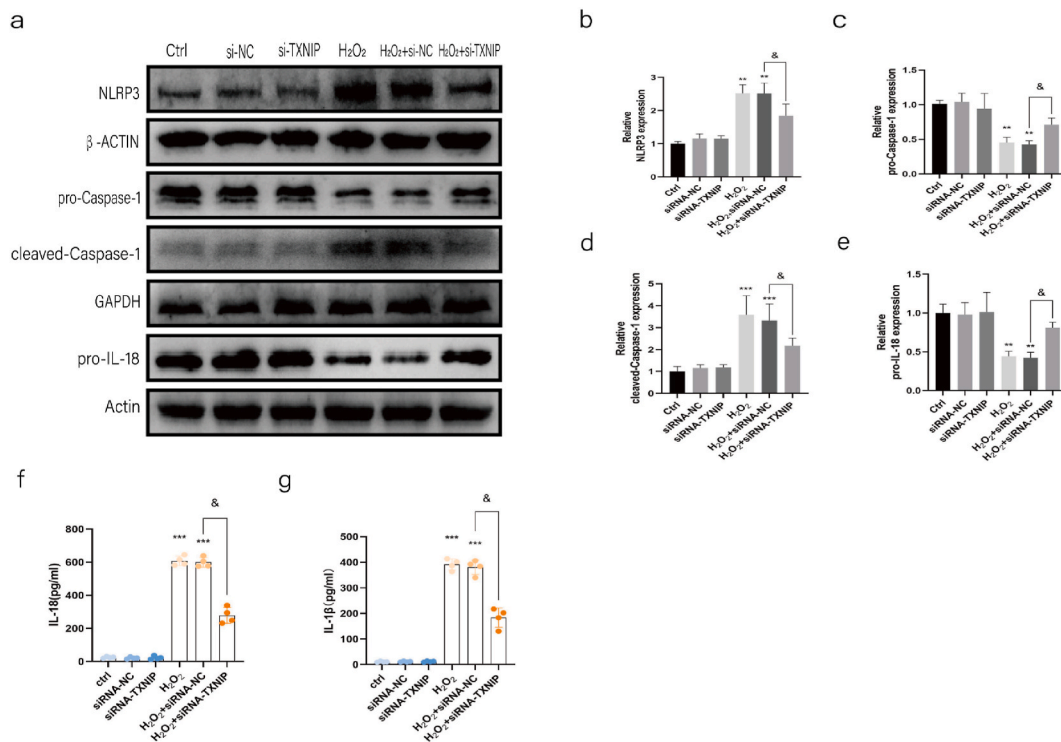 a
Ctrl si-NC si-TXNIP H₂O₂ H₂O₂+si-NC H₂O₂+si-TXNIP
NLRP3
β-ACTIN
pro-Caspase-1
cleaved-Caspase-1
GAPDH
pro-IL-18
Actin
b
Relative
NLRP3 expression
3
2
1
0
** ** &
Ctrl
siRNA-NC
siRNA-TXNIP
H₂O₂
H₂O₂+siRNA-NC
H₂O₂+siRNA-TXNIP
c
Relative
pro-Caspase-1 expression
1.5
1.0
0.5
0.0
** ** &
Ctrl
siRNA-NC
siRNA-TXNIP
H₂O₂
H₂O₂+siRNA-NC
H₂O₂+siRNA-TXNIP
d
Relative
cleaved-Caspase-1 expression
6
5
4
3
2
1
0
*** *** &
Ctrl
siRNA-NC
siRNA-TXNIP
H₂O₂
H₂O₂+siRNA-NC
H₂O₂+siRNA-TXNIP
e
Relative
pro-IL-18 expression
1.5
1.0
0.5
0.0
** ** &
Ctrl
siRNA-NC
siRNA-TXNIP
H₂O₂
H₂O₂+siRNA-NC
H₂O₂+siRNA-TXNIP
f
IL-18(pg/ml)
800
600
400
200
0
*** *** &
ctrl
siRNA-NC
siRNA-TXNIP
H₂O₂
H₂O₂+siRNA-NC
H₂O₂+siRNA-TXNIP
g
IL-1β(pg/ml)
500
400
300
200
100
0
*** *** &
ctrl
siRNA-NC
siRNA-TXNIP
H₂O₂
H₂O₂+siRNA-NC
H₂O₂+siRNA-TXNIP